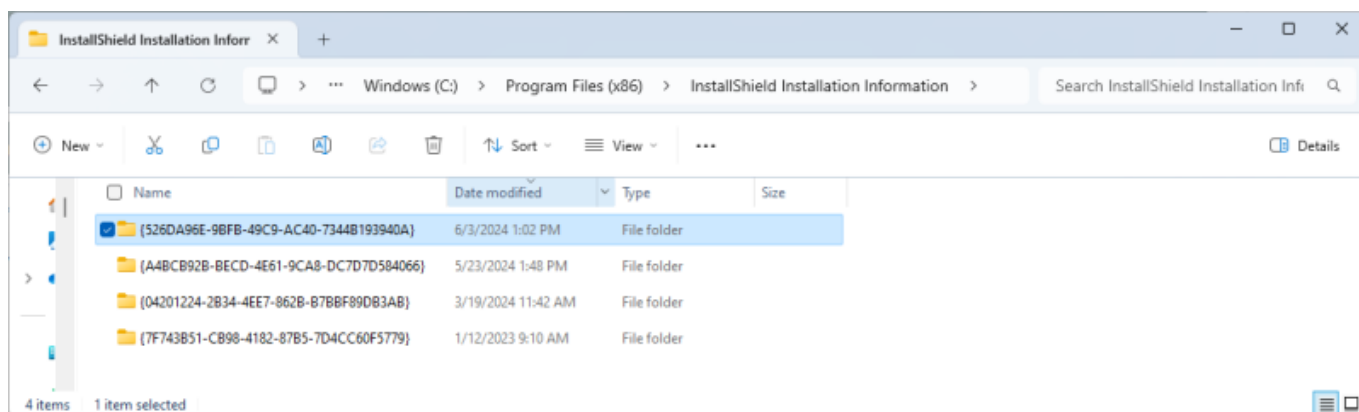 InstallShield Installation Inforr
Windows (C:) > Program Files (x86) > InstallShield Installation Information >
Search InstallShield Installation Info
New
Sort
View
Details
Name Date modified Type Size
{526DA96E-9BFB-49C9-AC40-7344B193940A} 6/3/2024 1:02 PM File folder
{A4BCB92B-BECD-4E61-9CA8-DC7D7D584066} 5/23/2024 1:48 PM File folder
{04201224-2B34-4EE7-862B-B7BBF89DB3AB} 3/19/2024 11:42 AM File folder
{7F743B51-CB98-4182-87B5-7D4CC60F5779} 1/12/2023 9:10 AM File folder
4 items 1 item selected